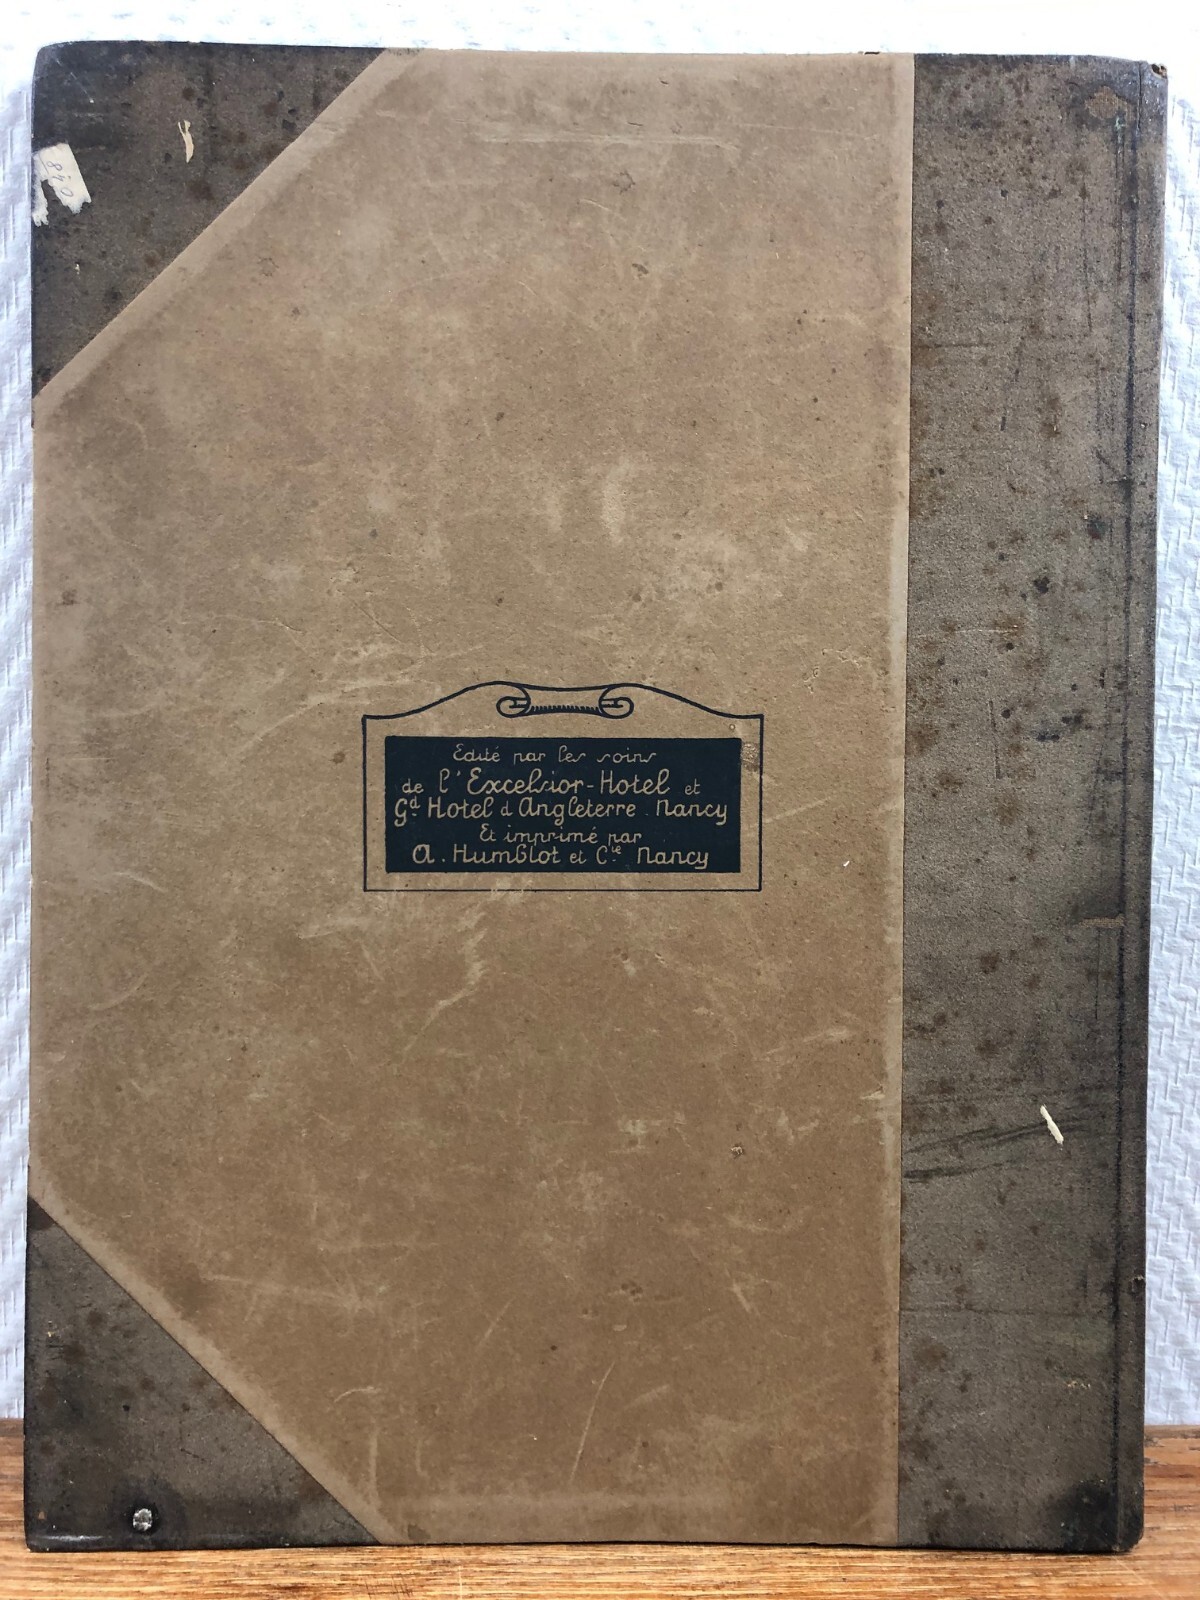 840
Edité par les soins
de l'Excelsior-Hotel et
Gd Hotel d Angleterre. Nancy
Et imprimé par
A. Humblot et Cie Nancy